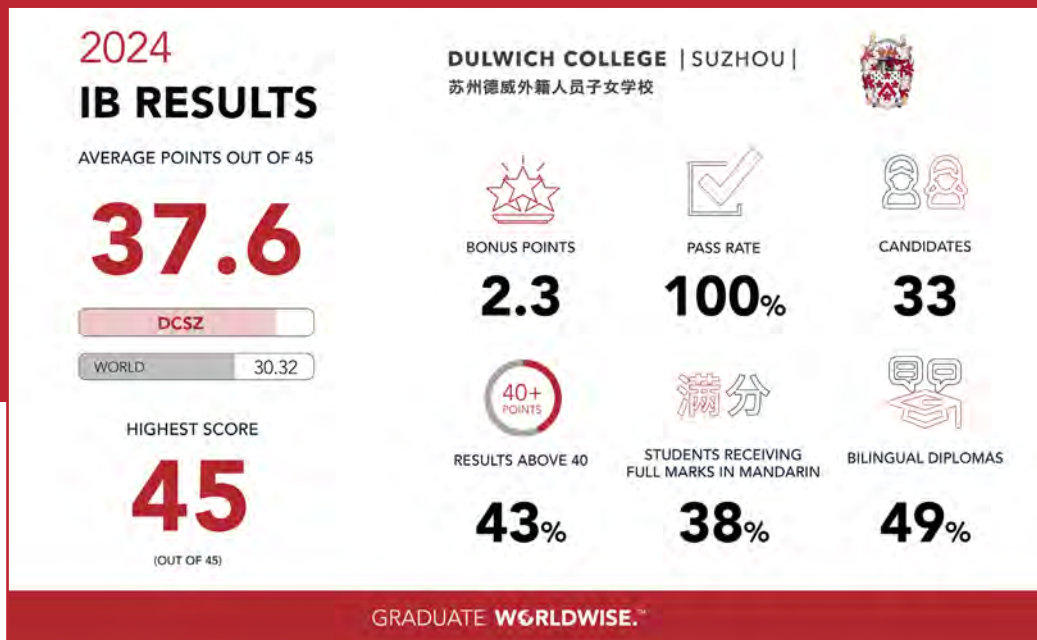 2024
IB RESULTS
AVERAGE POINTS OUT OF 45
37.6
DCSZ
WORLD 30.32
HIGHEST SCORE
45
(OUT OF 45)
DULWICH COLLEGE | SUZHOU |
苏州德威外籍人员子女学校
BONUS POINTS
2.3
PASS RATE
100%
CANDIDATES
33
40+
POINTS
RESULTS ABOVE 40
43%
满分
STUDENTS RECEIVING
FULL MARKS IN MANDARIN
38%
BILINGUAL DIPLOMAS
49%
GRADUATE WORLDWISE.™